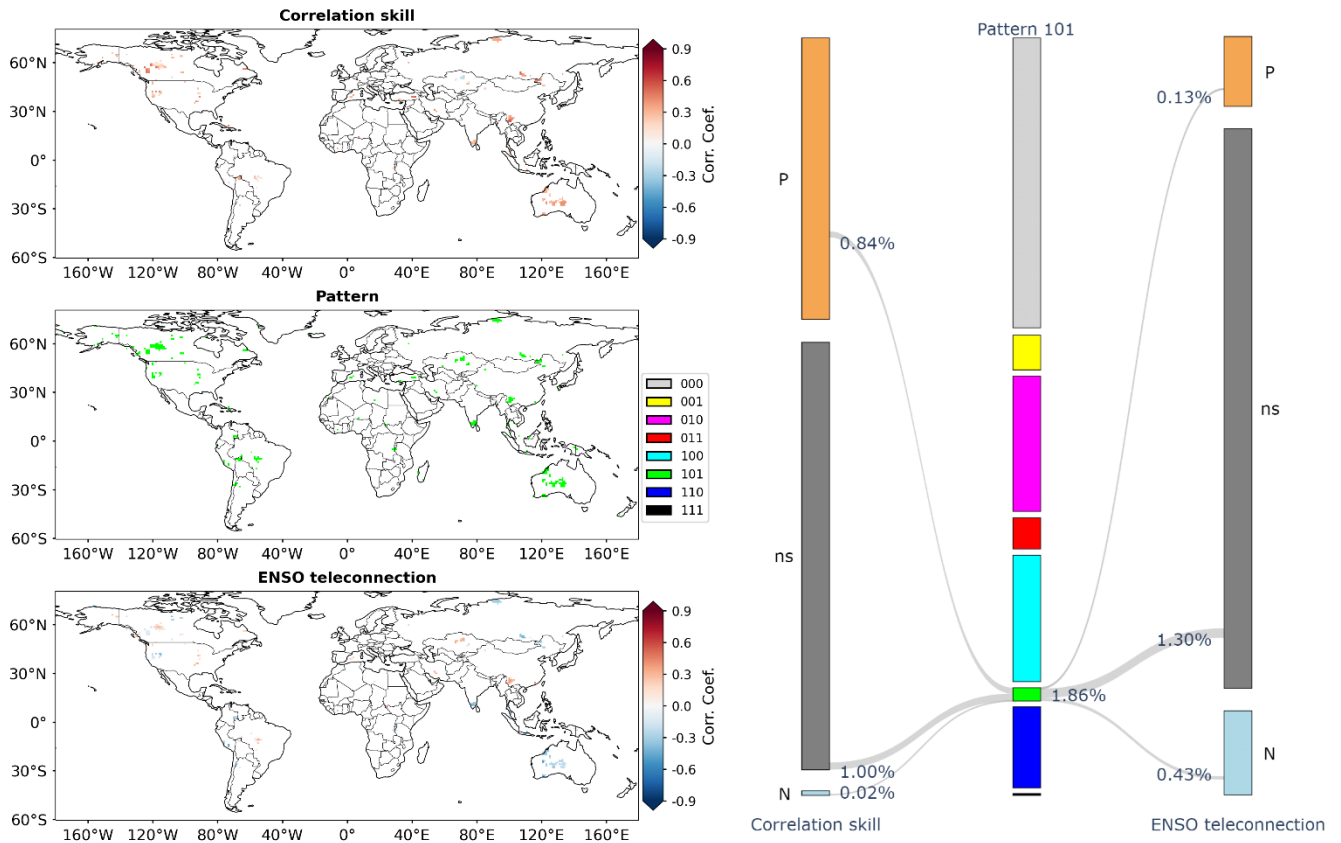 Correlation skill
60°N
30°N
0°
30°S
60°S
160°W 120°W 80°W 40°W 0° 40°E 80°E 120°E 160°E
0.9
0.6
0.3
0.0
-0.3
-0.6
-0.9
Corr. Coef.
Pattern
60°N
30°N
0°
30°S
60°S
160°W 120°W 80°W 40°W 0° 40°E 80°E 120°E 160°E
000
001
010
011
100
101
110
111
ENSO teleconnection
60°N
30°N
0°
30°S
60°S
160°W 120°W 80°W 40°W 0° 40°E 80°E 120°E 160°E
0.9
0.6
0.3
0.0
-0.3
-0.6
-0.9
Corr. Coef.
Pattern 101
P
0.13%
P
0.84%
ns
ns
1.30%
1.86%
1.00%
N
0.43%
N
0.02%
Correlation skill
ENSO teleconnection